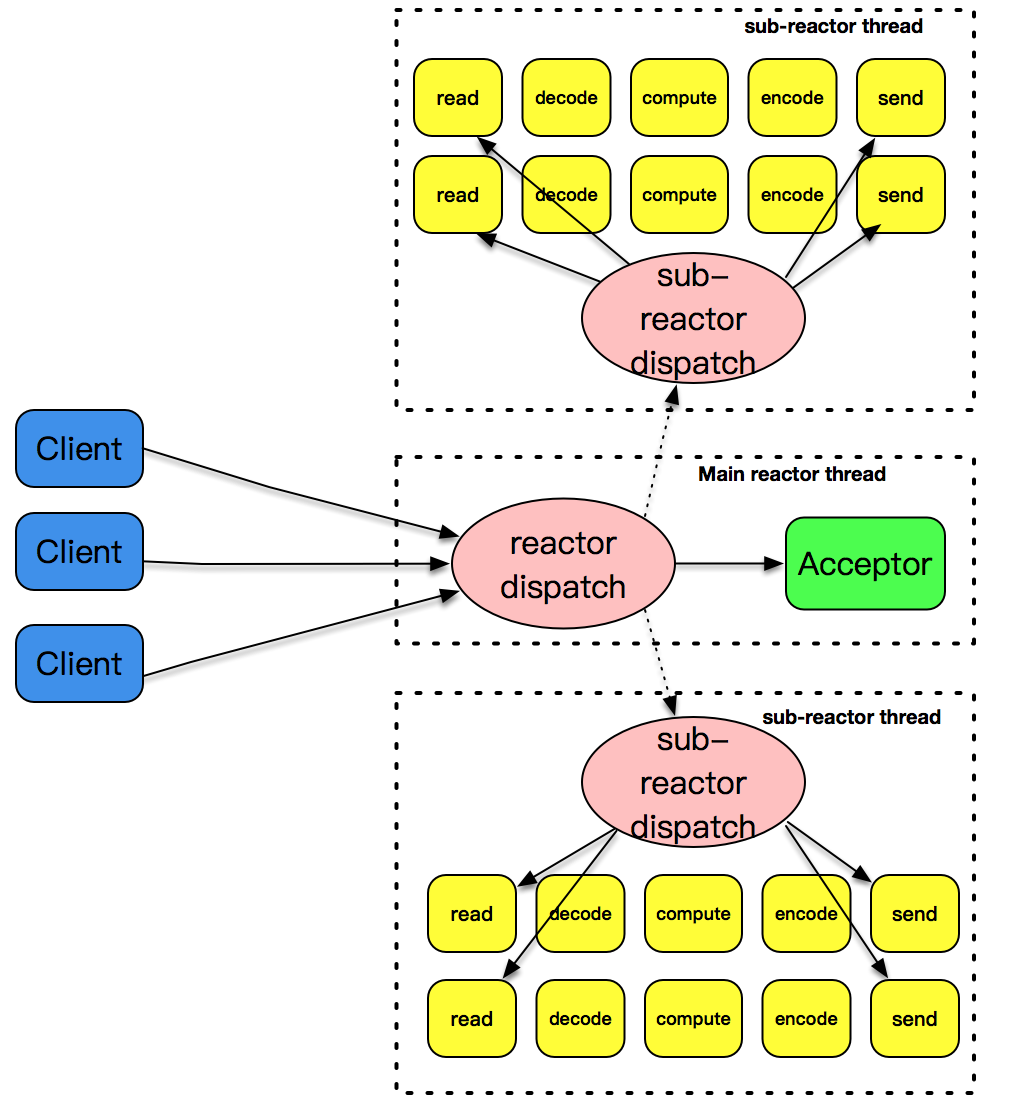 sub-reactor thread
read decode compute encode send
read decode compute encode send
sub-
reactor
dispatch
Client
Client
Client
Main reactor thread
reactor
dispatch
Acceptor
sub-reactor thread
sub-
reactor
dispatch
read decode compute encode send
read decode compute encode send